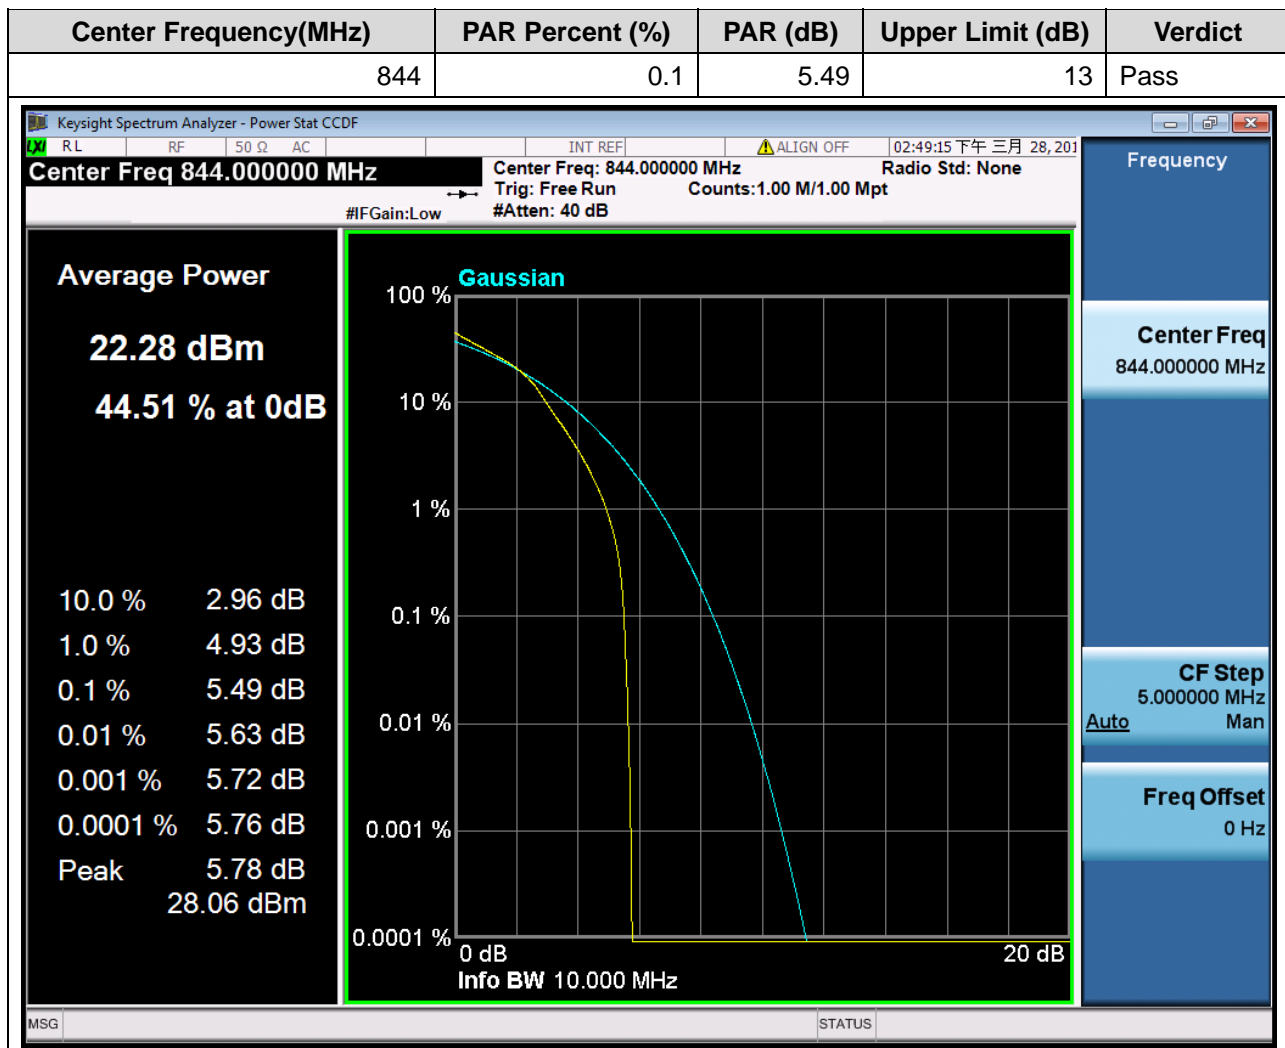 Center Frequency(MHz) PAR Percent (%) PAR (dB) Upper Limit (dB) Verdict
844 0.1 5.49 13 Pass
Keysight Spectrum Analyzer - Power Stat CCDF
LXI RL RF 50 Ω AC INT REF ALIGN OFF 02:49:15 下午 三月 28, 201
Center Freq 844.000000 MHz
Center Freq: 844.000000 MHz Radio Std: None
Trig: Free Run Counts:1.00 M/1.00 Mpt
#IFGain:Low #Atten: 40 dB
Frequency
Average Power
22.28 dBm
44.51 % at 0dB
10.0 % 2.96 dB
1.0 % 4.93 dB
0.1 % 5.49 dB
0.01 % 5.63 dB
0.001 % 5.72 dB
0.0001 % 5.76 dB
Peak 5.78 dB
28.06 dBm
Gaussian
100 %
10 %
1 %
0.1 %
0.01 %
0.001 %
0.0001 %
0 dB 20 dB
Info BW 10.000 MHz
Center Freq
844.000000 MHz
CF Step
5.000000 MHz
Auto Man
Freq Offset
0 Hz
MSG STATUS